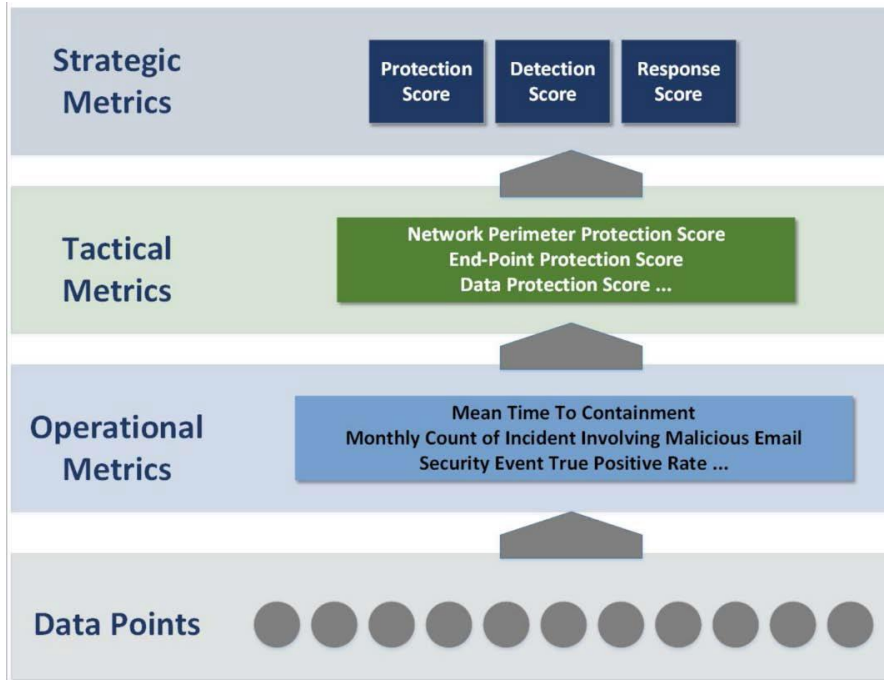 Strategic
Metrics
Protection
Score
Detection
Score
Response
Score
Tactical
Metrics
Network Perimeter Protection Score
End-Point Protection Score
Data Protection Score ...
Operational
Metrics
Mean Time To Containment
Monthly Count of Incident Involving Malicious Email
Security Event True Positive Rate ...
Data Points